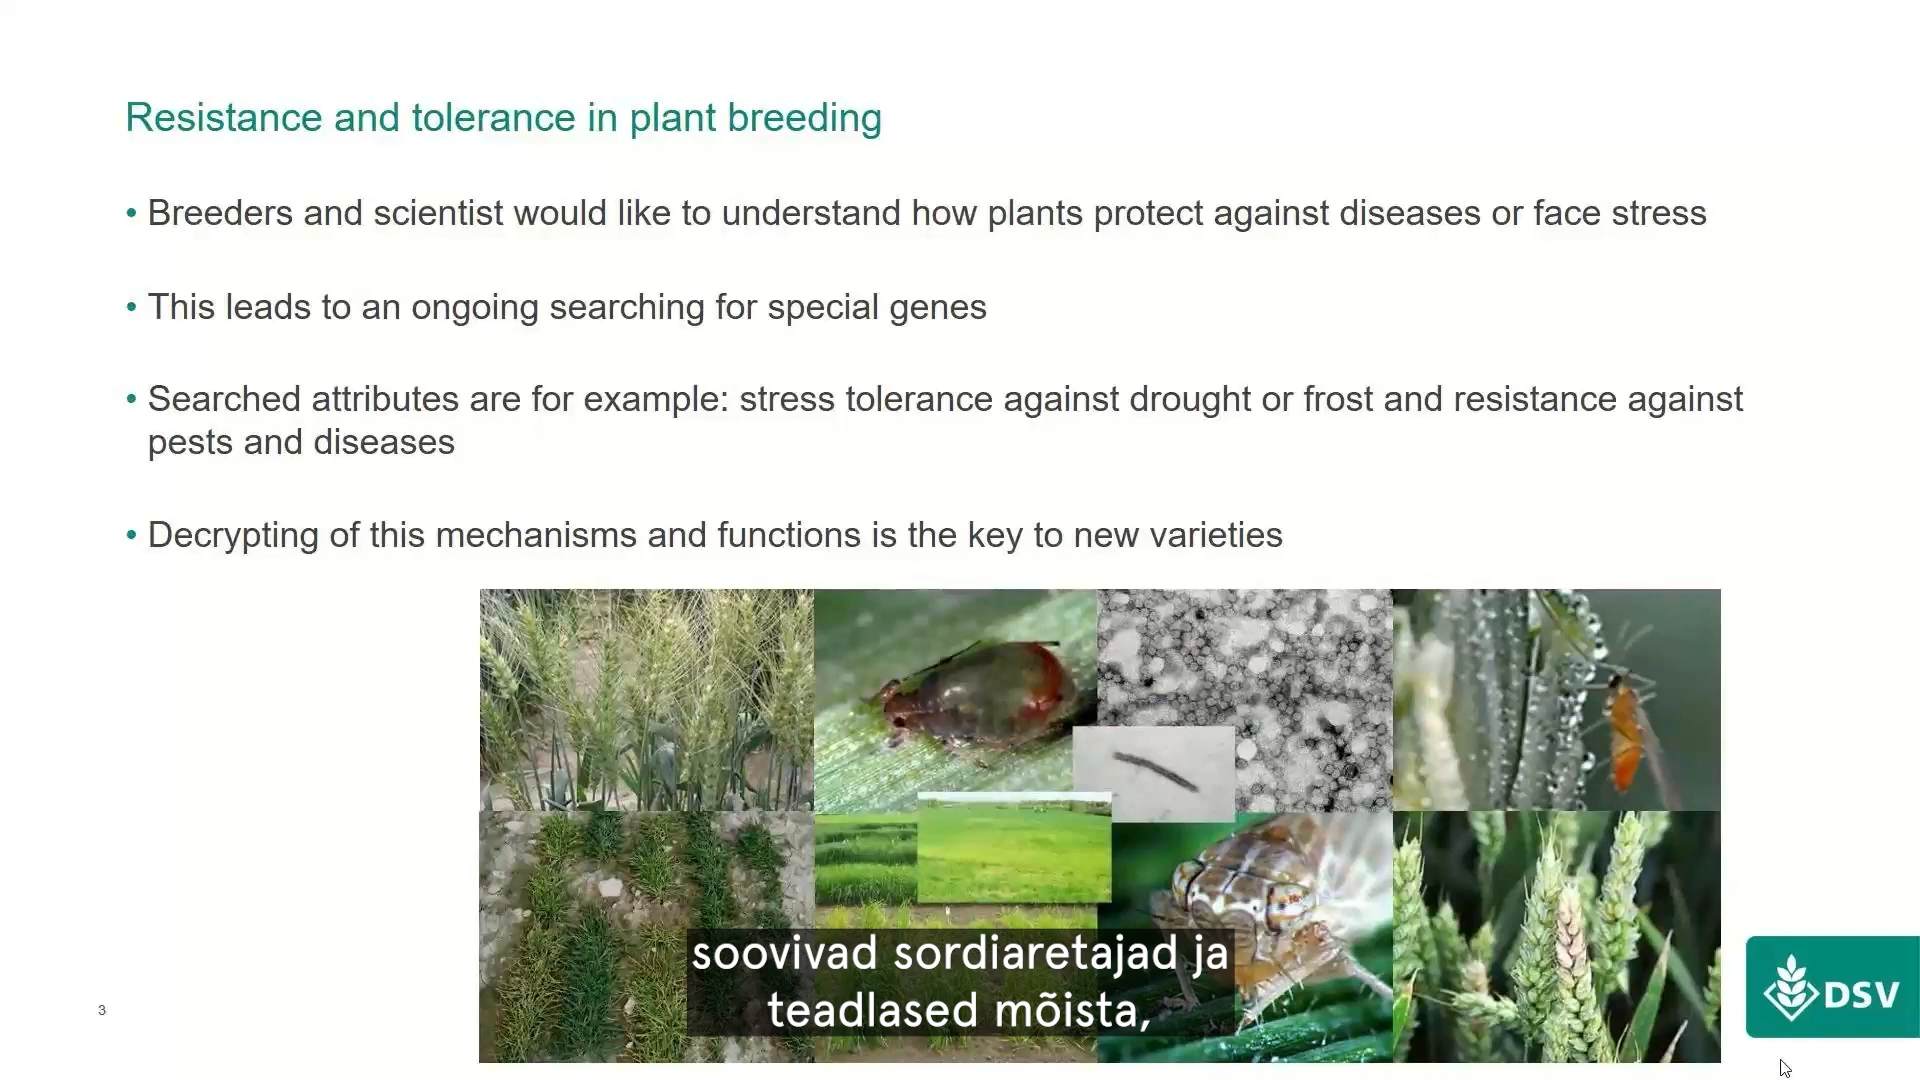 Resistance and tolerance in plant breeding
• Breeders and scientist would like to understand how plants protect against diseases or face stress
• This leads to an ongoing searching for special genes
• Searched attributes are for example: stress tolerance against drought or frost and resistance against
pests and diseases
• Decrypting of this mechanisms and functions is the key to new varieties
soovivad sordiaretajad ja
teadlased mõista,
3
DSV